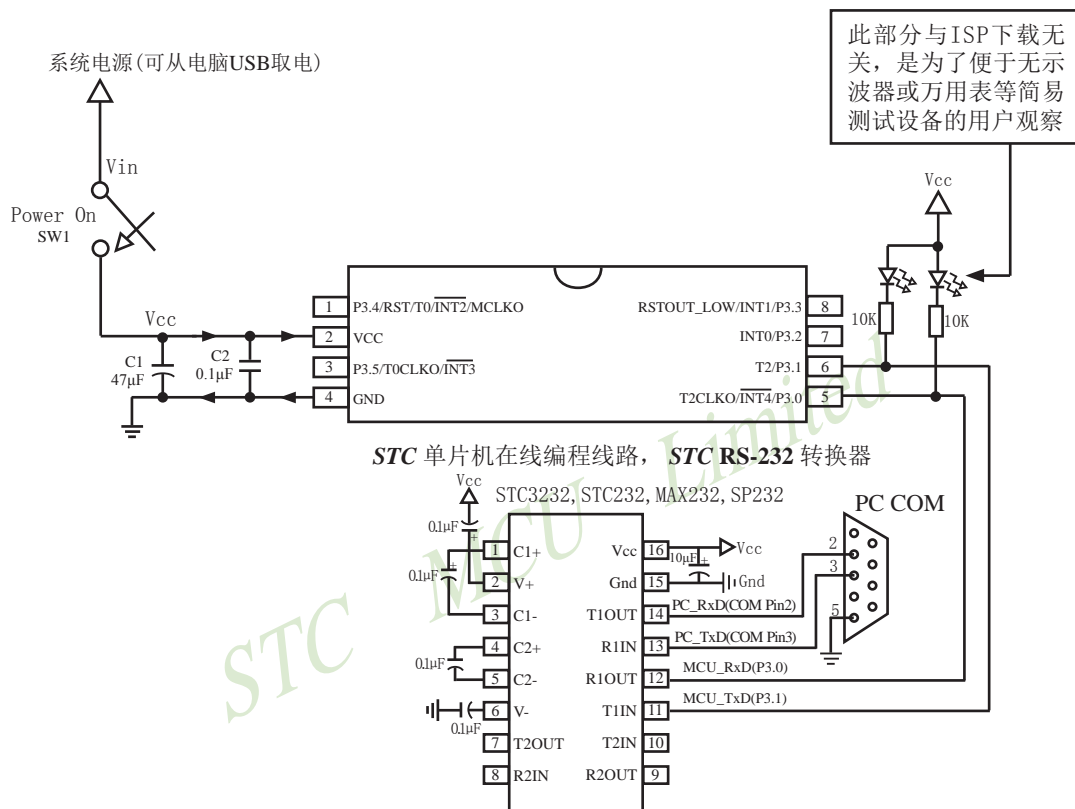 此部分与ISP下载无
关，是为了便于无示
波器或万用表等简易
测试设备的用户观察
系统电源(可从电脑USB取电)
Vin
Power On
SW1
Vcc
Vcc
C1
47μF
C2
0.1μF
10K
10K
1 P3.4/RST/T0/INT2/MCLKO
2 VCC
3 P3.5/T0CLKO/INT3
4 GND
RSTOUT_LOW/INT1/P3.3 8
INT0/P3.2 7
T2/P3.1 6
T2CLKO/INT4/P3.0 5
STC 单片机在线编程线路， STC RS-232 转换器
STC3232,STC232,MAX232,SP232
Vcc
0.1μF
+
0.1μF
+
0.1μF
0.1μF
1 C1+
2 V+
3 C1-
4 C2+
5 C2-
6 V-
7 T2OUT
8 R2IN
Vcc 16
Gnd 15
T1OUT 14
R1IN 13
R1OUT 12
T1IN 11
T2IN 10
R2OUT 9
Vcc
10μF +
Gnd
PC_RxD(COM Pin2)
PC_TxD(COM Pin3)
MCU_RxD(P3.0)
MCU_TxD(P3.1)
PC COM
2
3
5
STC MCU Limited